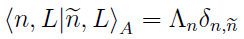 ⟨n, L|ñ, L⟩_A = Λ_n δ_{n,ñ}